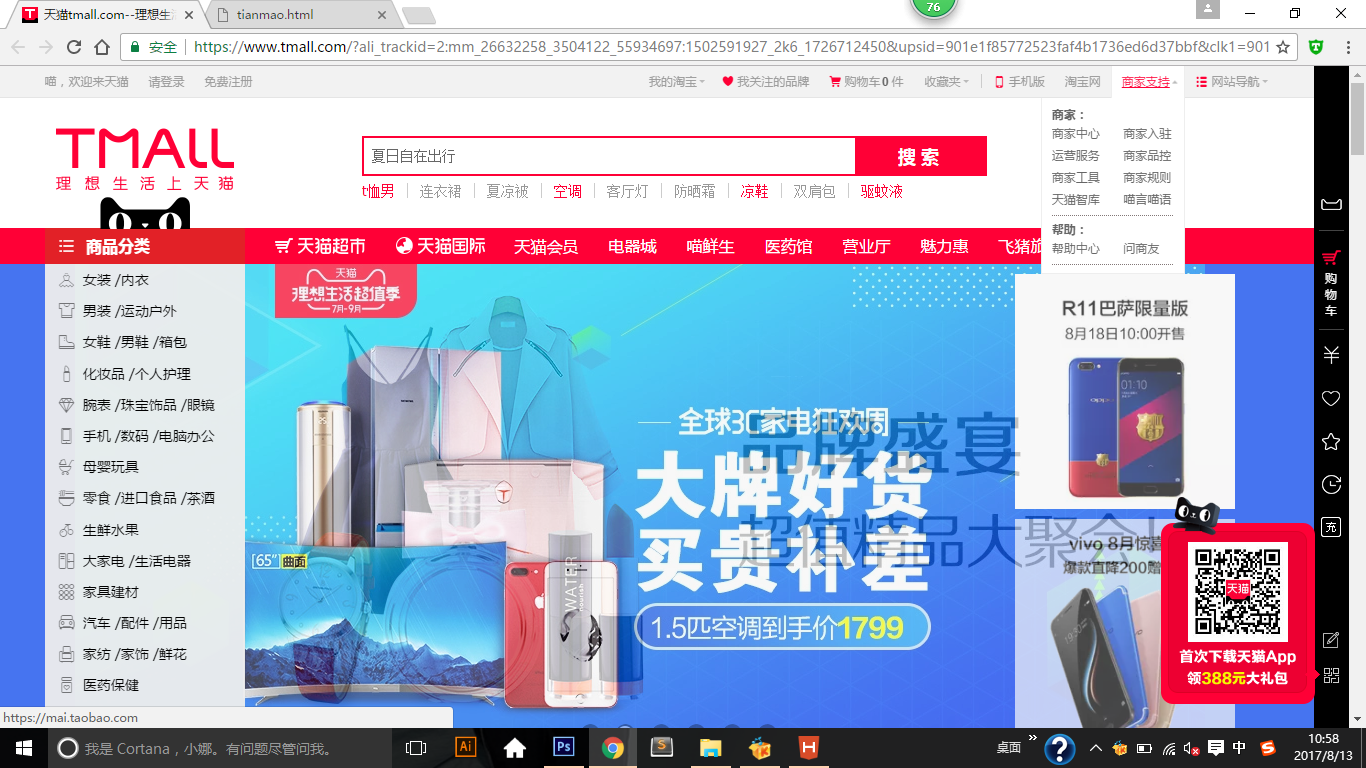 天猫tmall.com--理想生活
tianmao.html
76
安全
https://www.tmall.com/?ali_trackid=2:mm_26632258_3504122_55934697:1502591927_2k6_1726712450&upsid=901e1f85772523faf4b1736ed6d37bbf&clk1=901
喵，欢迎来天猫 请登录 免费注册
我的淘宝 我关注的品牌 购物车0件 收藏夹 手机版 淘宝网 商家支持 网站导航
商家：
商家中心 商家入驻
运营服务 商家品控
商家工具 商家规则
天猫智库 喵言喵语
帮助：
帮助中心 问商友
TMALL
理想生活上天猫
夏日自在出行
搜索
t恤男 连衣裙 夏凉被 空调 客厅灯 防晒霜 凉鞋 双肩包 驱蚊液
商品分类
天猫超市 天猫国际 天猫会员 电器城 喵鲜生 医药馆 营业厅 魅力惠 飞猪旅
女装 /内衣
男装 /运动户外
女鞋 /男鞋 /箱包
化妆品 /个人护理
腕表 /珠宝饰品 /眼镜
手机 /数码 /电脑办公
母婴玩具
零食 /进口食品 /茶酒
生鲜水果
大家电 /生活电器
家具建材
汽车 /配件 /用品
家纺 /家饰 /鲜花
医药保健
天猫
理想生活超值季
7月-9月
全球3C家电狂欢周
品牌盛宴
大牌好货
超值精品大聚会!
买贵补差
1.5匹空调到手价1799
65" 曲面
WATER
nourish
R11巴萨限量版
8月18日10:00开售
01:10
vivo 8月惊喜
爆款直降200赠
19:20
购物车
充
天猫
首次下载天猫App
领388元大礼包
https://mai.taobao.com
我是 Cortana，小娜。有问题尽管问我。
Ai
Ps
S
H
桌面
中
10:58
2017/8/13